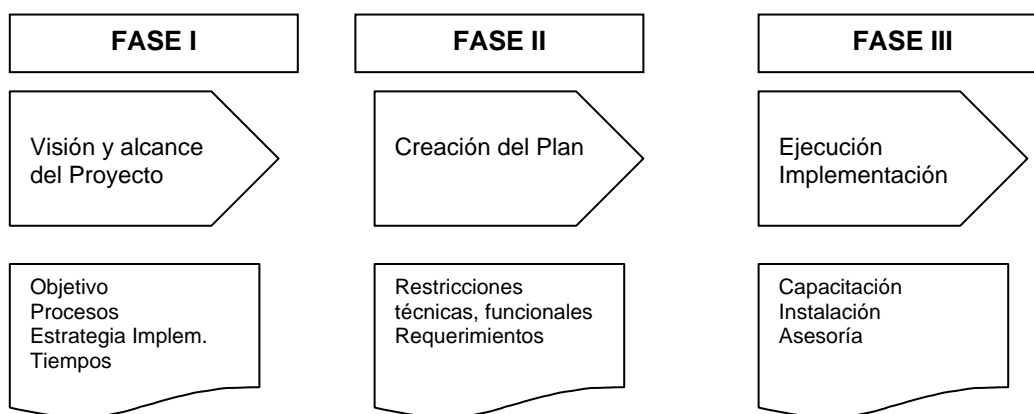 FASE I
FASE II
FASE III
Visión y alcance
del Proyecto
Creación del Plan
Ejecución
Implementación
Objetivo
Procesos
Estrategia Implem.
Tiempos
Restricciones
técnicas, funcionales
Requerimientos
Capacitación
Instalación
Asesoría